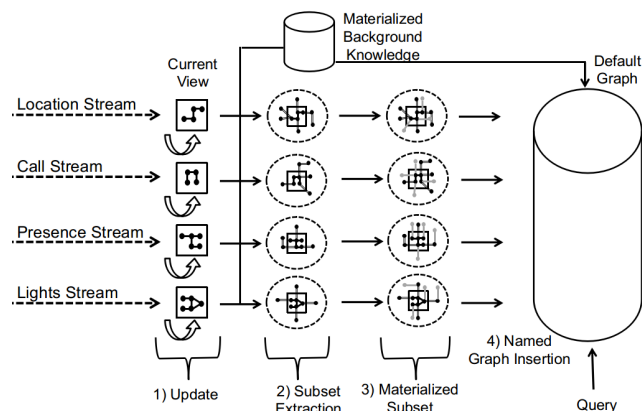 Materialized
Background
Knowledge
Current
View
Default
Graph
Location Stream
Call Stream
Presence Stream
Lights Stream
4) Named
Graph Insertion
1) Update
2) Subset
Extraction
3) Materialized
Subset
Query